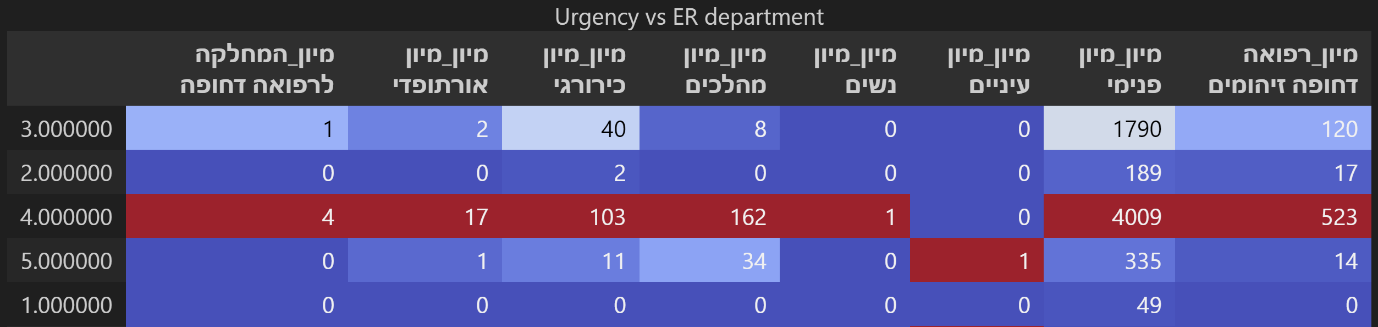 Urgency vs ER department
מיון_המחלקה לרפואה דחופה מיון_מיון אורתופדי מיון_מיון כירורגי מיון_מיון מהלכים מיון_מיון נשים מיון_מיון עיניים מיון_מיון פנימי מיון_רפואה דחופה זיהומים
3.000000 1 2 40 8 0 0 1790 120
2.000000 0 0 2 0 0 0 189 17
4.000000 4 17 103 162 1 0 4009 523
5.000000 0 1 11 34 0 1 335 14
1.000000 0 0 0 0 0 0 49 0